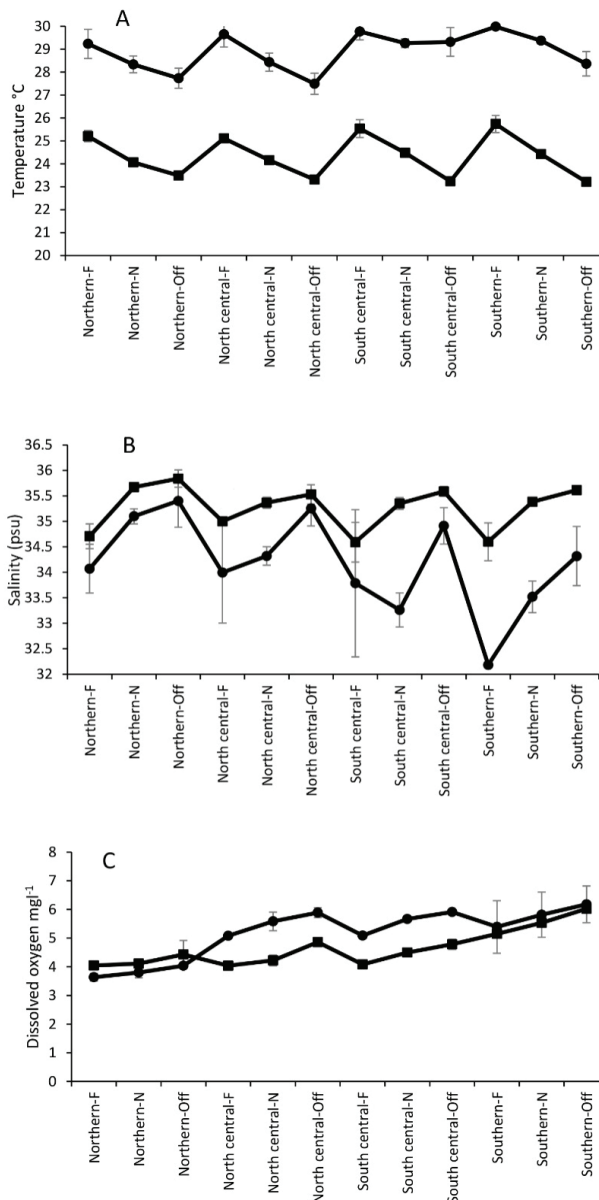 A
Temperature °C
30
29
28
27
26
25
24
23
22
21
20
Northern-F
Northern-N
Northern-Off
North central-F
North central-N
North central-Off
South central-F
South central-N
South central-Off
Southern-F
Southern-N
Southern-Off
B
Salinity (psu)
36.5
36
35.5
35
34.5
34
33.5
33
32.5
32
Northern-F
Northern-N
Northern-Off
North central-F
North central-N
North central-Off
South central-F
South central-N
South central-Off
Southern-F
Southern-N
Southern-Off
C
Dissolved oxygen mgl⁻¹
8
7
6
5
4
3
2
1
0
Northern-F
Northern-N
Northern-Off
North central-F
North central-N
North central-Off
South central-F
South central-N
South central-Off
Southern-F
Southern-N
Southern-Off